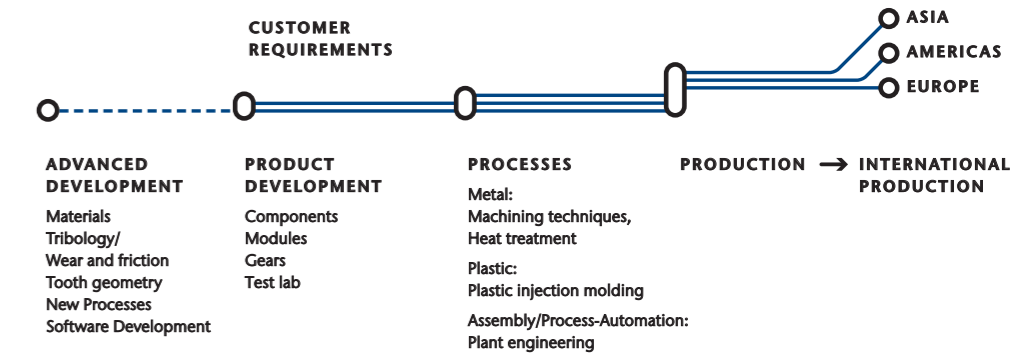 CUSTOMER
REQUIREMENTS
ASIA
AMERICAS
EUROPE
ADVANCED
DEVELOPMENT
Materials
Tribology/
Wear and friction
Tooth geometry
New Processes
Software Development
PRODUCT
DEVELOPMENT
Components
Modules
Gears
Test lab
PROCESSES
Metal:
Machining techniques,
Heat treatment
Plastic:
Plastic injection molding
Assembly/Process-Automation:
Plant engineering
PRODUCTION → INTERNATIONAL
PRODUCTION